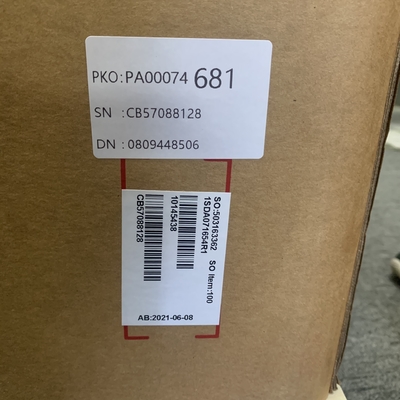 PKO:PA00074 681
SN :CB57088128
DN :0809448506
SO:503163362 SO Item:100
1SDA071654R1
10145438
CB57088128
AB:2021-06-08